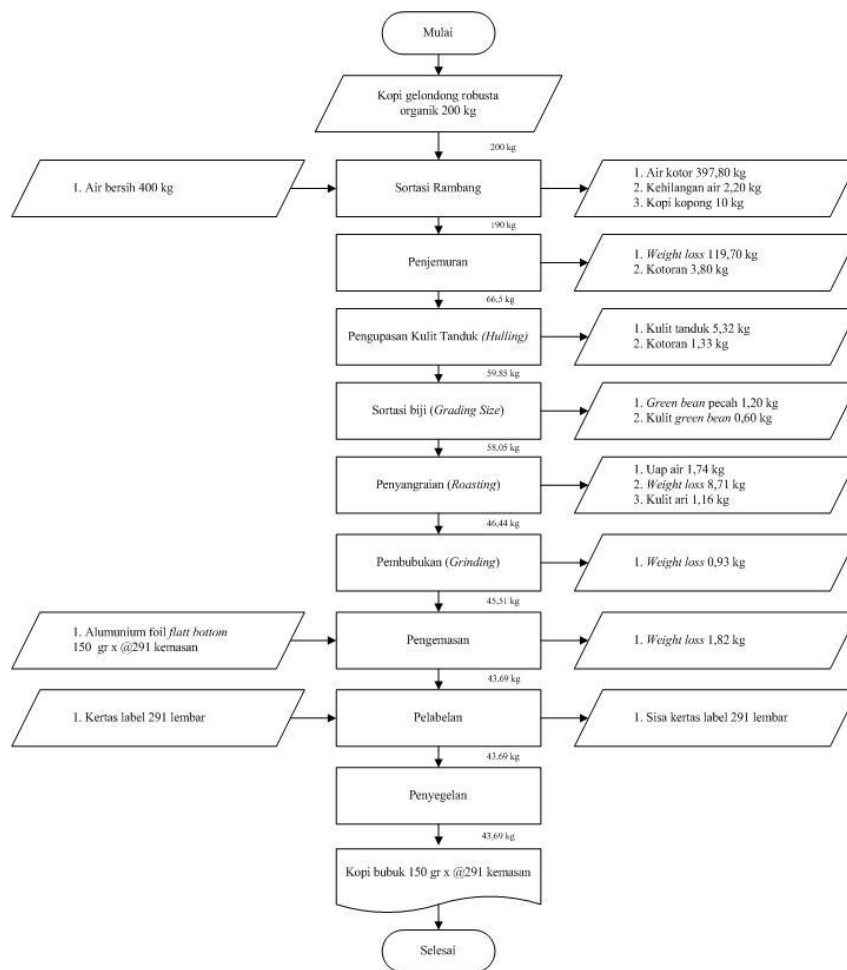 Mulai
Kopi gelondong robusta
organik 200 kg
200 kg
1. Air bersih 400 kg
Sortasi Rambang
1. Air kotor 397,80 kg
2. Kehilangan air 2,20 kg
3. Kopi kopong 10 kg
190 kg
Penjemuran
1. Weight loss 119,70 kg
2. Kotoran 3,80 kg
66,5 kg
Pengupasan Kulit Tanduk (Hulling)
1. Kulit tanduk 5,32 kg
2. Kotoran 1,33 kg
59,85 kg
Sortasi biji (Grading Size)
1. Green bean pecah 1,20 kg
2. Kulit green bean 0,60 kg
58,05 kg
Penyangraian (Roasting)
1. Uap air 1,74 kg
2. Weight loss 8,71 kg
3. Kulit ari 1,16 kg
46,44 kg
Pembubukan (Grinding)
1. Weight loss 0,93 kg
45,51 kg
1. Alumunium foil flatt bottom
150 gr x @291 kemasan
Pengemasan
1. Weight loss 1,82 kg
43,69 kg
1. Kertas label 291 lembar
Pelabelan
1. Sisa kertas label 291 lembar
43,69 kg
Penyegelan
43,69 kg
Kopi bubuk 150 gr x @291 kemasan
Selesai